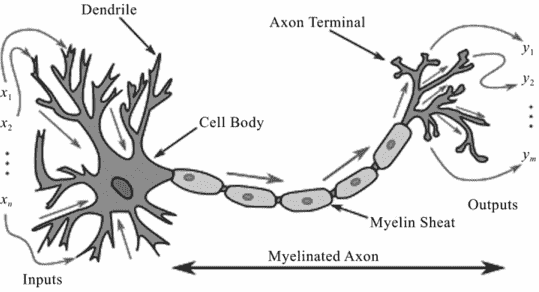 Dendrile
Axon Terminal
y1
x1
y2
x2
Cell Body
ym
xn
Myelin Sheat
Outputs
Myelinated Axon
Inputs